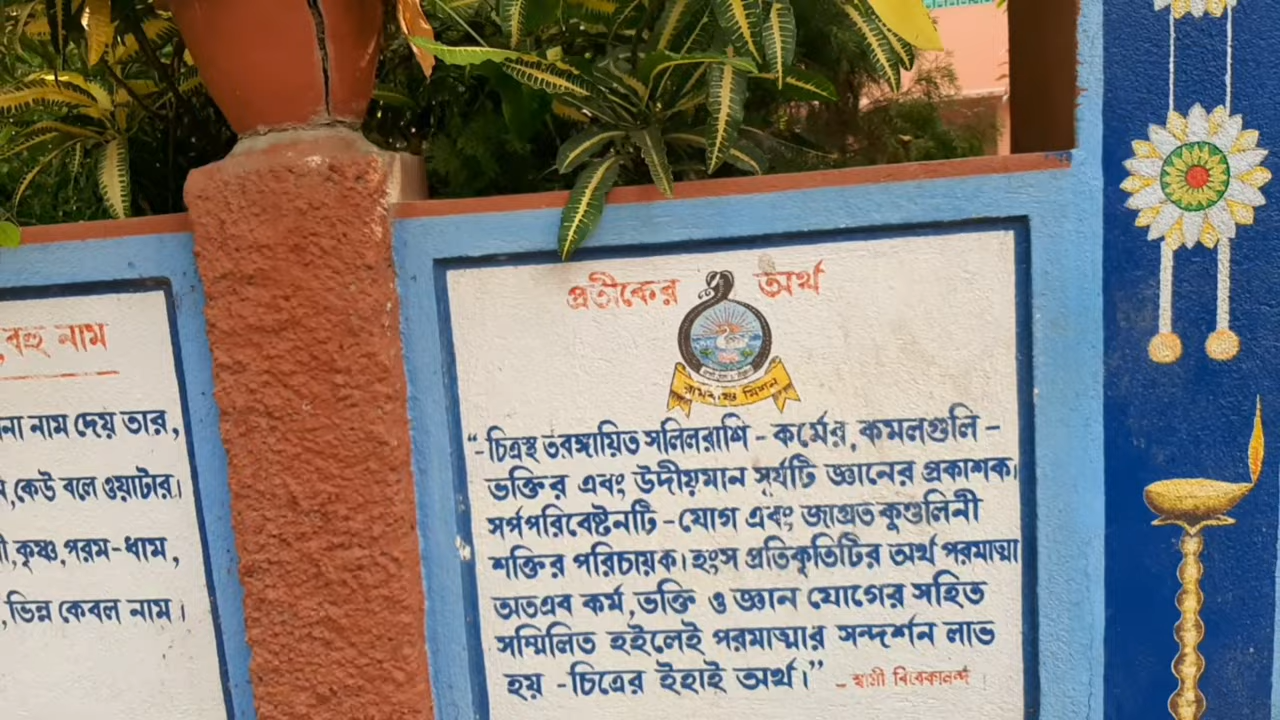 বহু নাম
না নাম দেয় তার,
কেউ বলে ওয়াটার।
কৃষ্ণ, পরম-ধাম,
ভিন্ন কেবল নাম।
প্রতীকের অর্থ
রামকৃষ্ণ মিশন
"-চিত্রস্থ তরঙ্গায়িত সলিলরাশি - কর্মের, কমলগুলি -
ভক্তির এবং উদীয়মান সূর্যটি জ্ঞানের প্রকাশক।
সর্পপরিবেষ্টনটি - যোগ এবং জাগ্রত কুণ্ডলিনী
শক্তির পরিচায়ক। হংস প্রতিকৃতিটির অর্থ পরমাত্মা
অতএব কর্ম, ভক্তি ও জ্ঞান যোগের সহিত
সম্মিলিত হইলেই পরমাত্মার সন্দর্শন লাভ
হয় - চিত্রের ইহাই অর্থ।"
- স্বামী বিবেকানন্দ